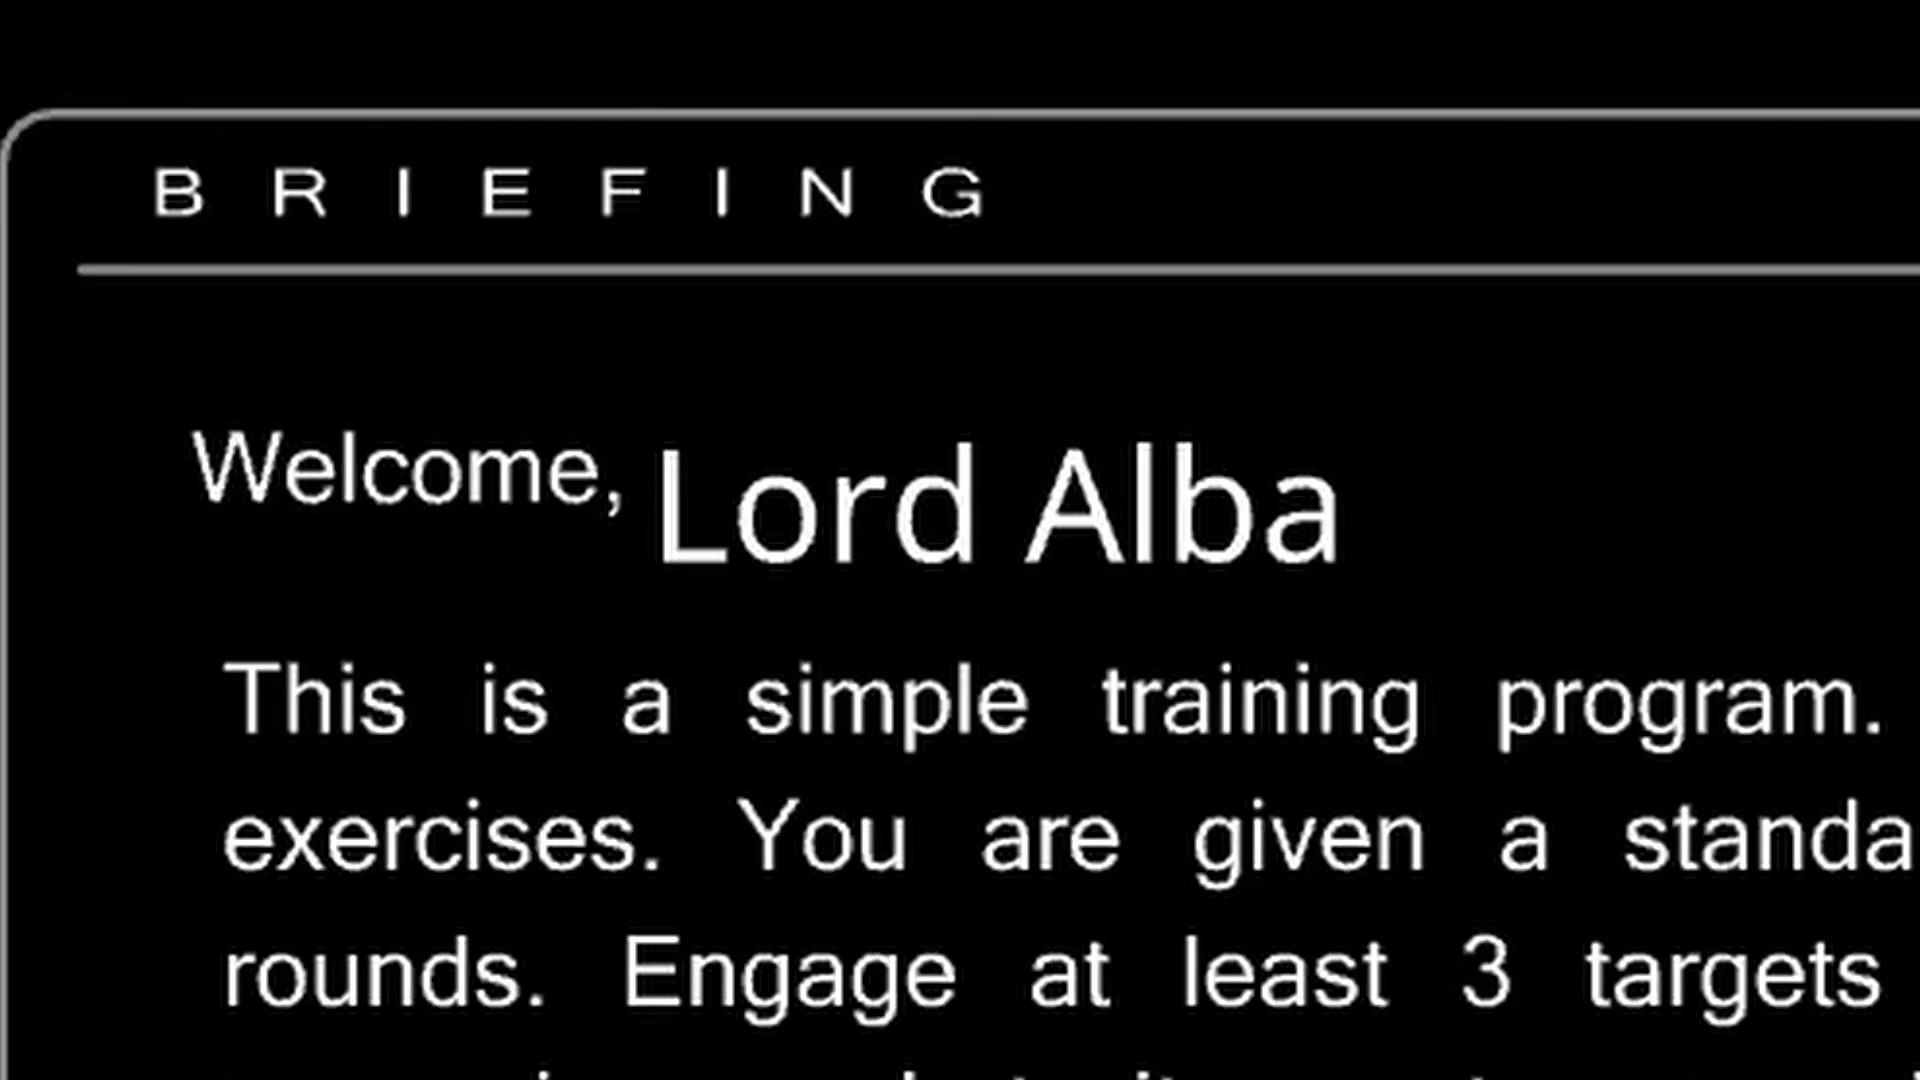 BRIEFING
Welcome, Lord Alba
This is a simple training program.
exercises. You are given a standa
rounds. Engage at least 3 targets